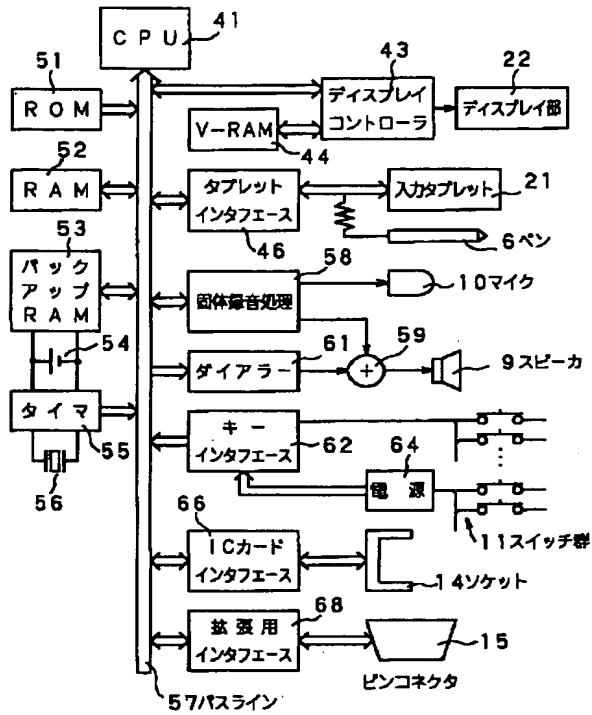 CPU
41
51
ROM
43
ディスプレイ
コントローラ
22
ディスプレイ部
V-RAM
44
52
RAM
タブレット
インタフェース
46
入力タブレット
21
6ペン
53
バック
アップ
RAM
58
固体録音処理
10マイク
54
61
ダイアラー
59
+
9スピーカ
タイマ
55
56
キー
インタフェース
62
64
電源
11スイッチ群
66
ICカード
インタフェース
14ソケット
68
拡張用
インタフェース
15
ピンコネクタ
57バスライン